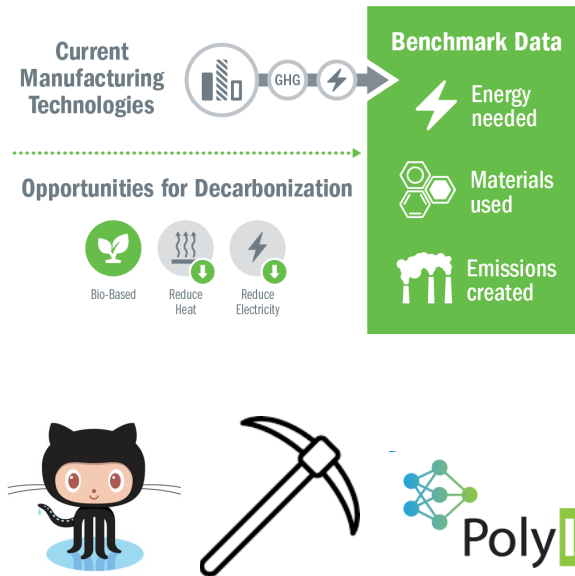 Current
Manufacturing
Technologies
GHG
Benchmark Data
Energy
needed
Materials
used
Emissions
created
Opportunities for Decarbonization
Bio-Based
Reduce
Heat
Reduce
Electricity
Poly